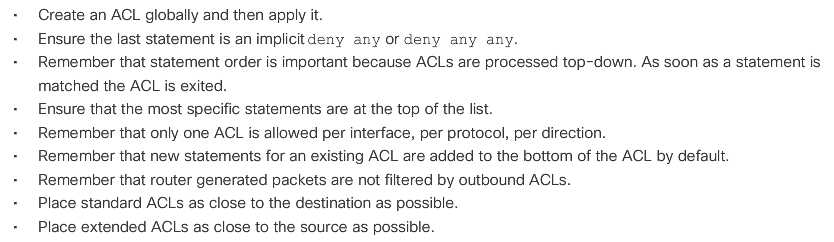 · Create an ACL globally and then apply it.
· Ensure the last statement is an implicit deny any or deny any any.
· Remember that statement order is important because ACLs are processed top-down. As soon as a statement is
matched the ACL is exited.
· Ensure that the most specific statements are at the top of the list.
· Remember that only one ACL is allowed per interface, per protocol, per direction.
· Remember that new statements for an existing ACL are added to the bottom of the ACL by default.
· Remember that router generated packets are not filtered by outbound ACLs.
· Place standard ACLs as close to the destination as possible.
· Place extended ACLs as close to the source as possible.